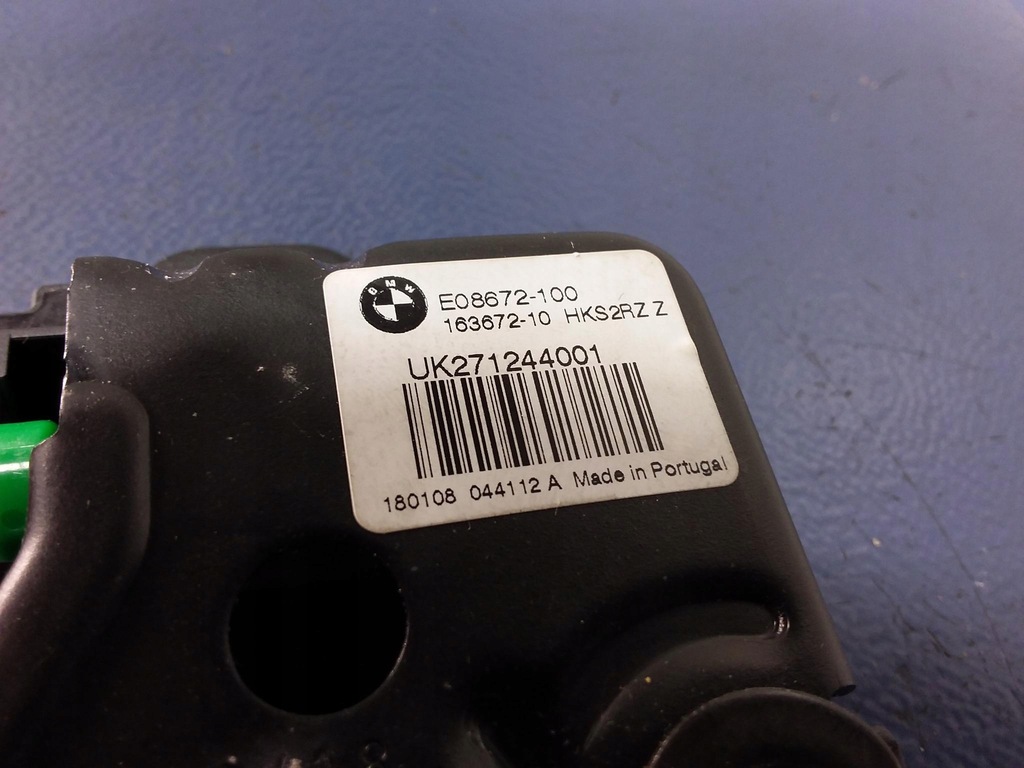 BMW
E08672-100
163672-10 HKS2RZ Z
UK271244001
180108 044112 A Made in Portugal